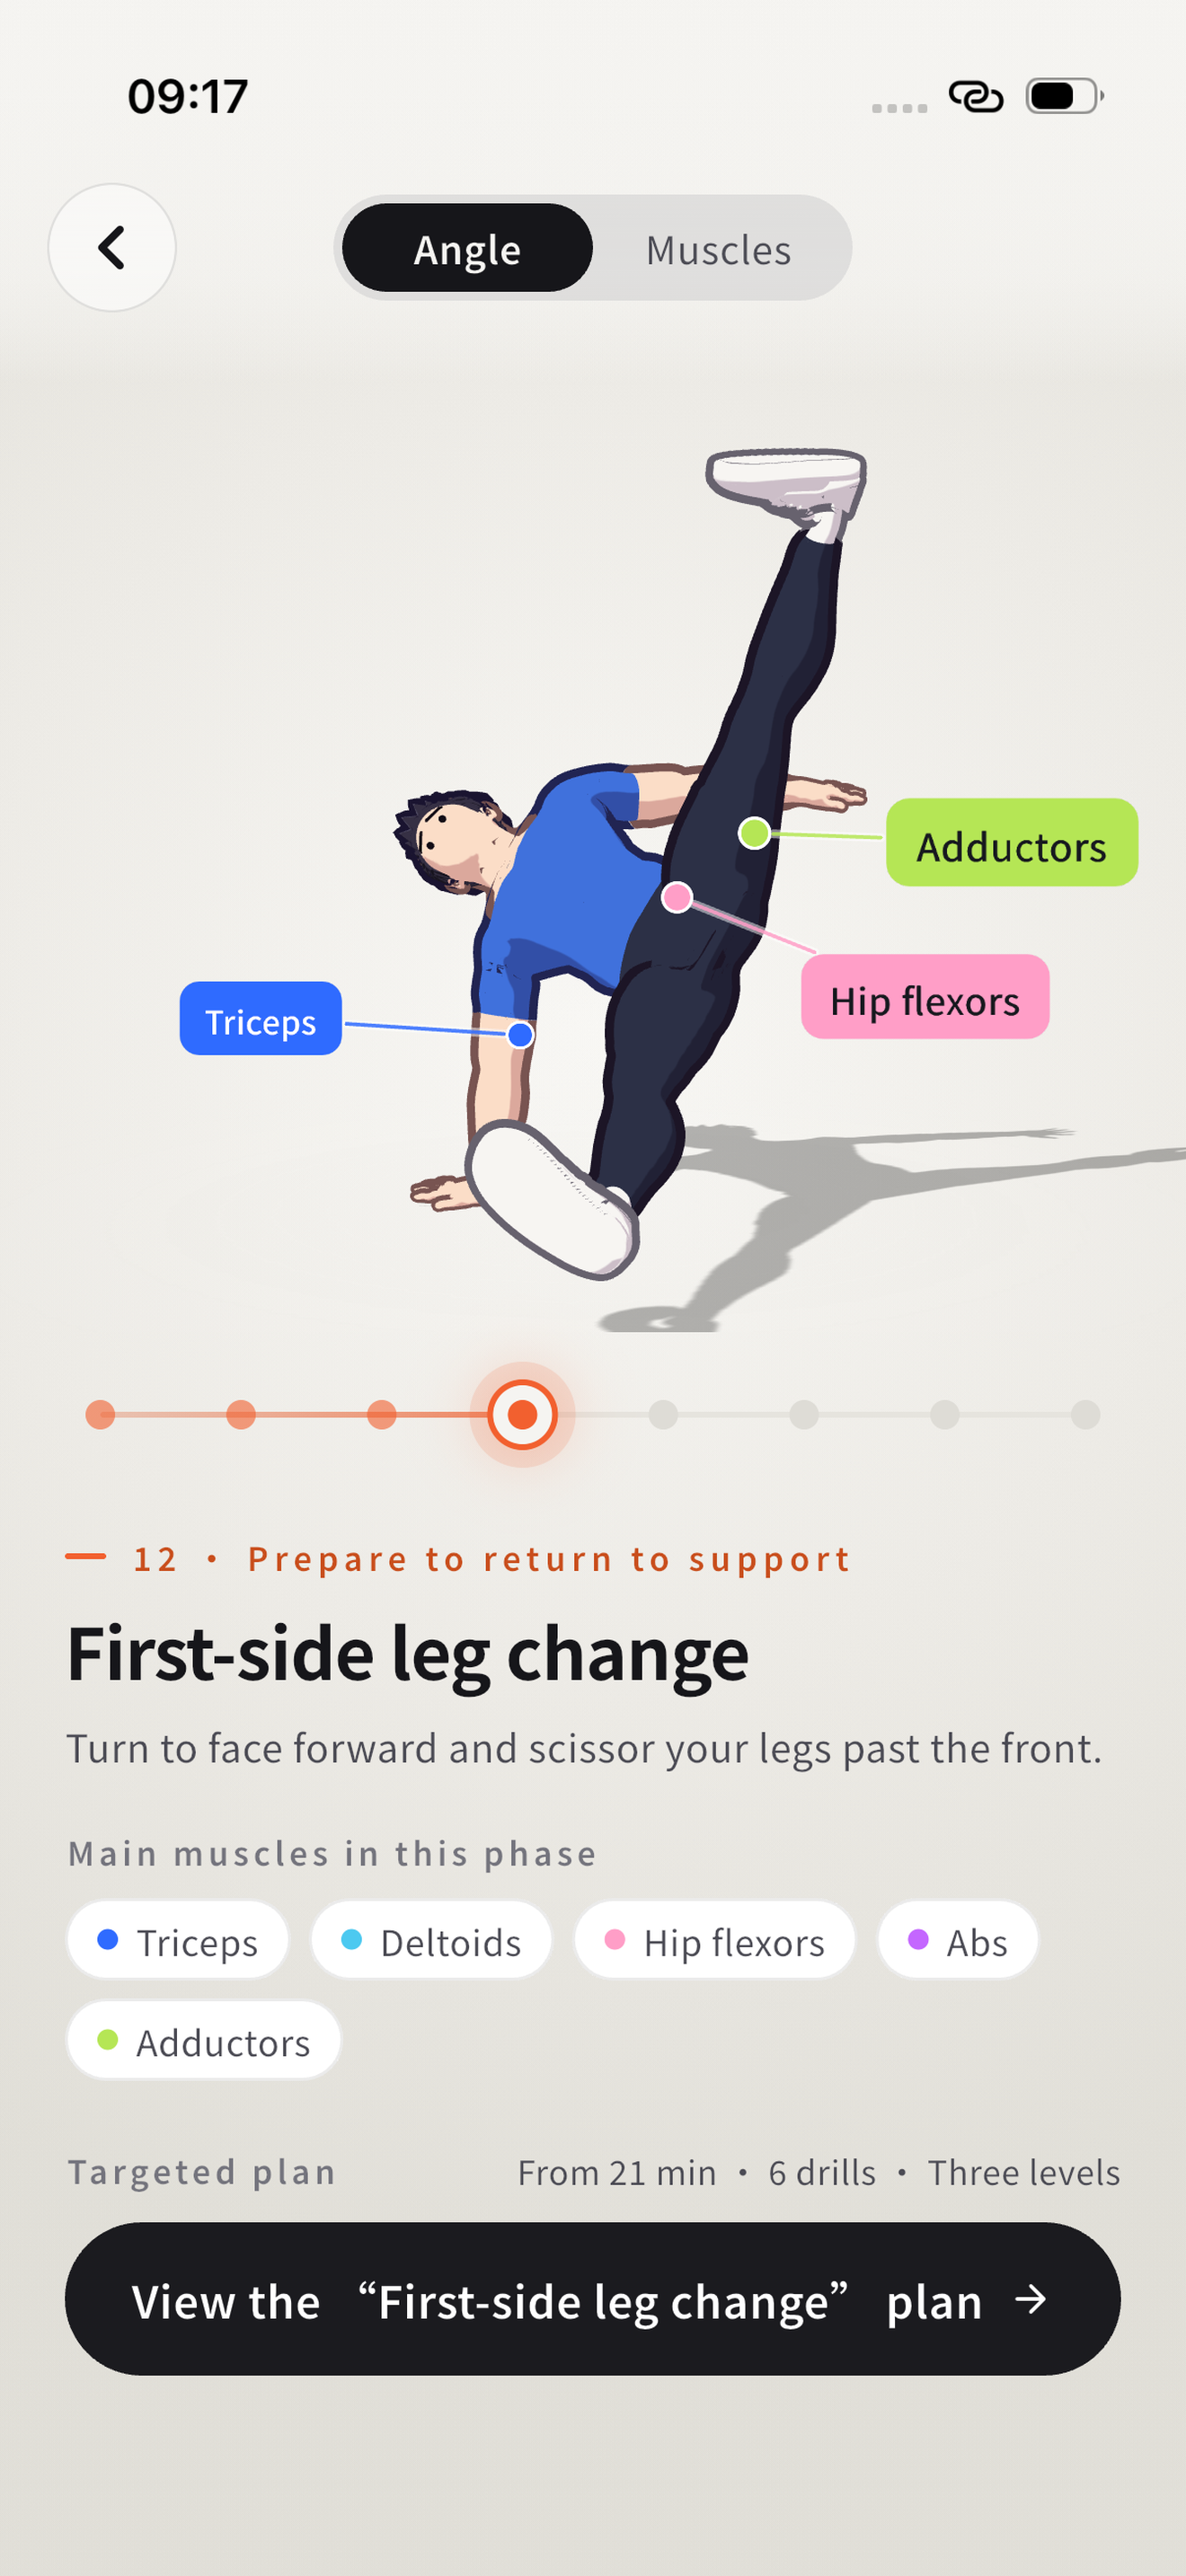 09:17
Angle
Muscles
Adductors
Hip flexors
Triceps
12 · Prepare to return to support
First-side leg change
Turn to face forward and scissor your legs past the front.
Main muscles in this phase
Triceps
Deltoids
Hip flexors
Abs
Adductors
Targeted plan
From 21 min · 6 drills · Three levels
View the “First-side leg change” plan →